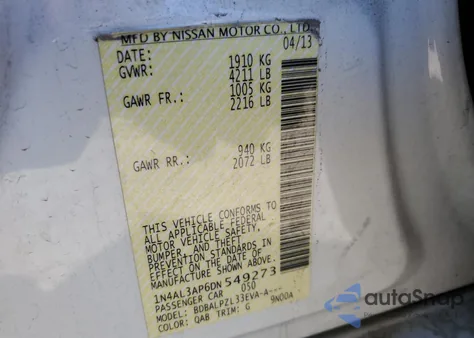 MFD BY NISSAN MOTOR CO., LTD.
DATE: 04/13
GVWR: 1910 KG
4211 LB
GAWR FR.: 1005 KG
2216 LB
GAWR RR.: 940 KG
2072 LB
THIS VEHICLE CONFORMS TO
ALL APPLICABLE FEDERAL
MOTOR VEHICLE SAFETY,
BUMPER, AND THEFT
PREVENTION STANDARDS IN
EFFECT ON THE DATE OF
MANUFACTURE SHOWN ABOVE.
1N4AL3AP6DN549273
PASSENGER CAR 050
MODEL: BDBALPZL33EVA-A---
COLOR: QAB TRIM: G 9N00A
autoSnap